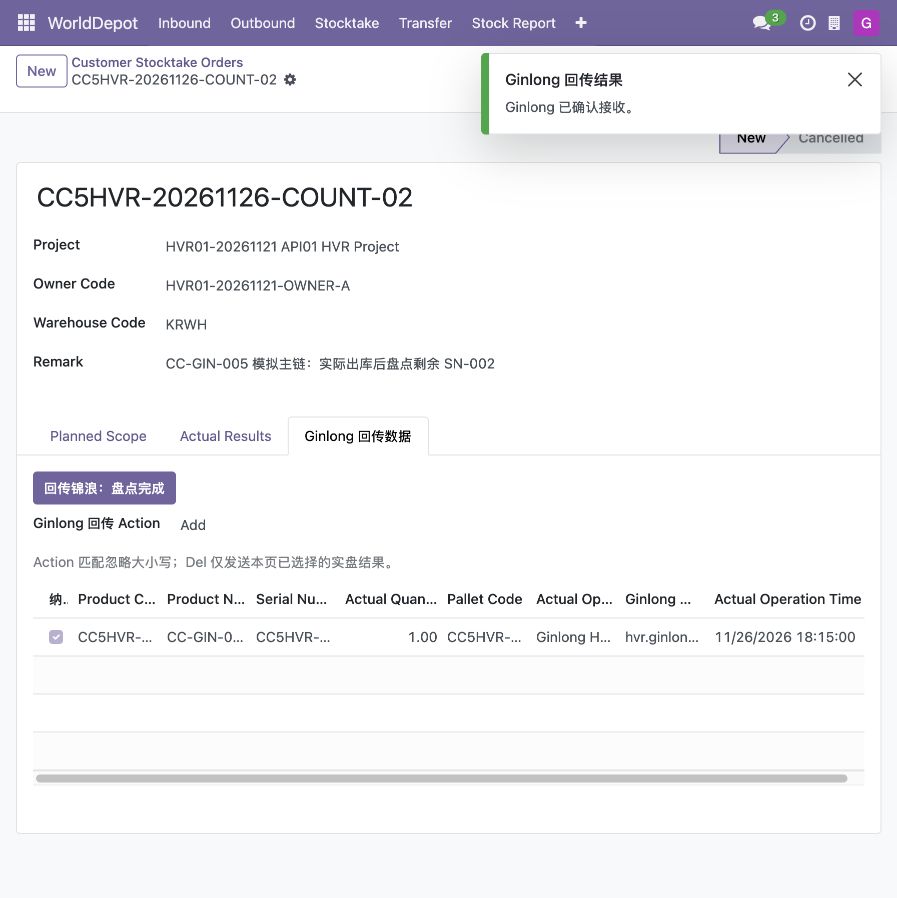 WorldDepot Inbound Outbound Stocktake Transfer Stock Report + 3 G
New
Customer Stocktake Orders
CC5HVR-20261126-COUNT-02
Ginlong 回传结果
Ginlong 已确认接收。
New Cancelled
CC5HVR-20261126-COUNT-02
Project HVR01-20261121 API01 HVR Project
Owner Code HVR01-20261121-OWNER-A
Warehouse Code KRWH
Remark CC-GIN-005 模拟主链：实际出库后盘点剩余 SN-002
Planned Scope Actual Results Ginlong 回传数据
回传锦浪：盘点完成
Ginlong 回传 Action Add
Action 匹配忽略大小写；Del 仅发送本页已选择的实盘结果。
纳.. Product C... Product N... Serial Nu... Actual Quan... Pallet Code Actual Op... Ginlong ... Actual Operation Time
CC5HVR-... CC-GIN-0... CC5HVR-... 1.00 CC5HVR-... Ginlong H... hvr.ginlon... 11/26/2026 18:15:00